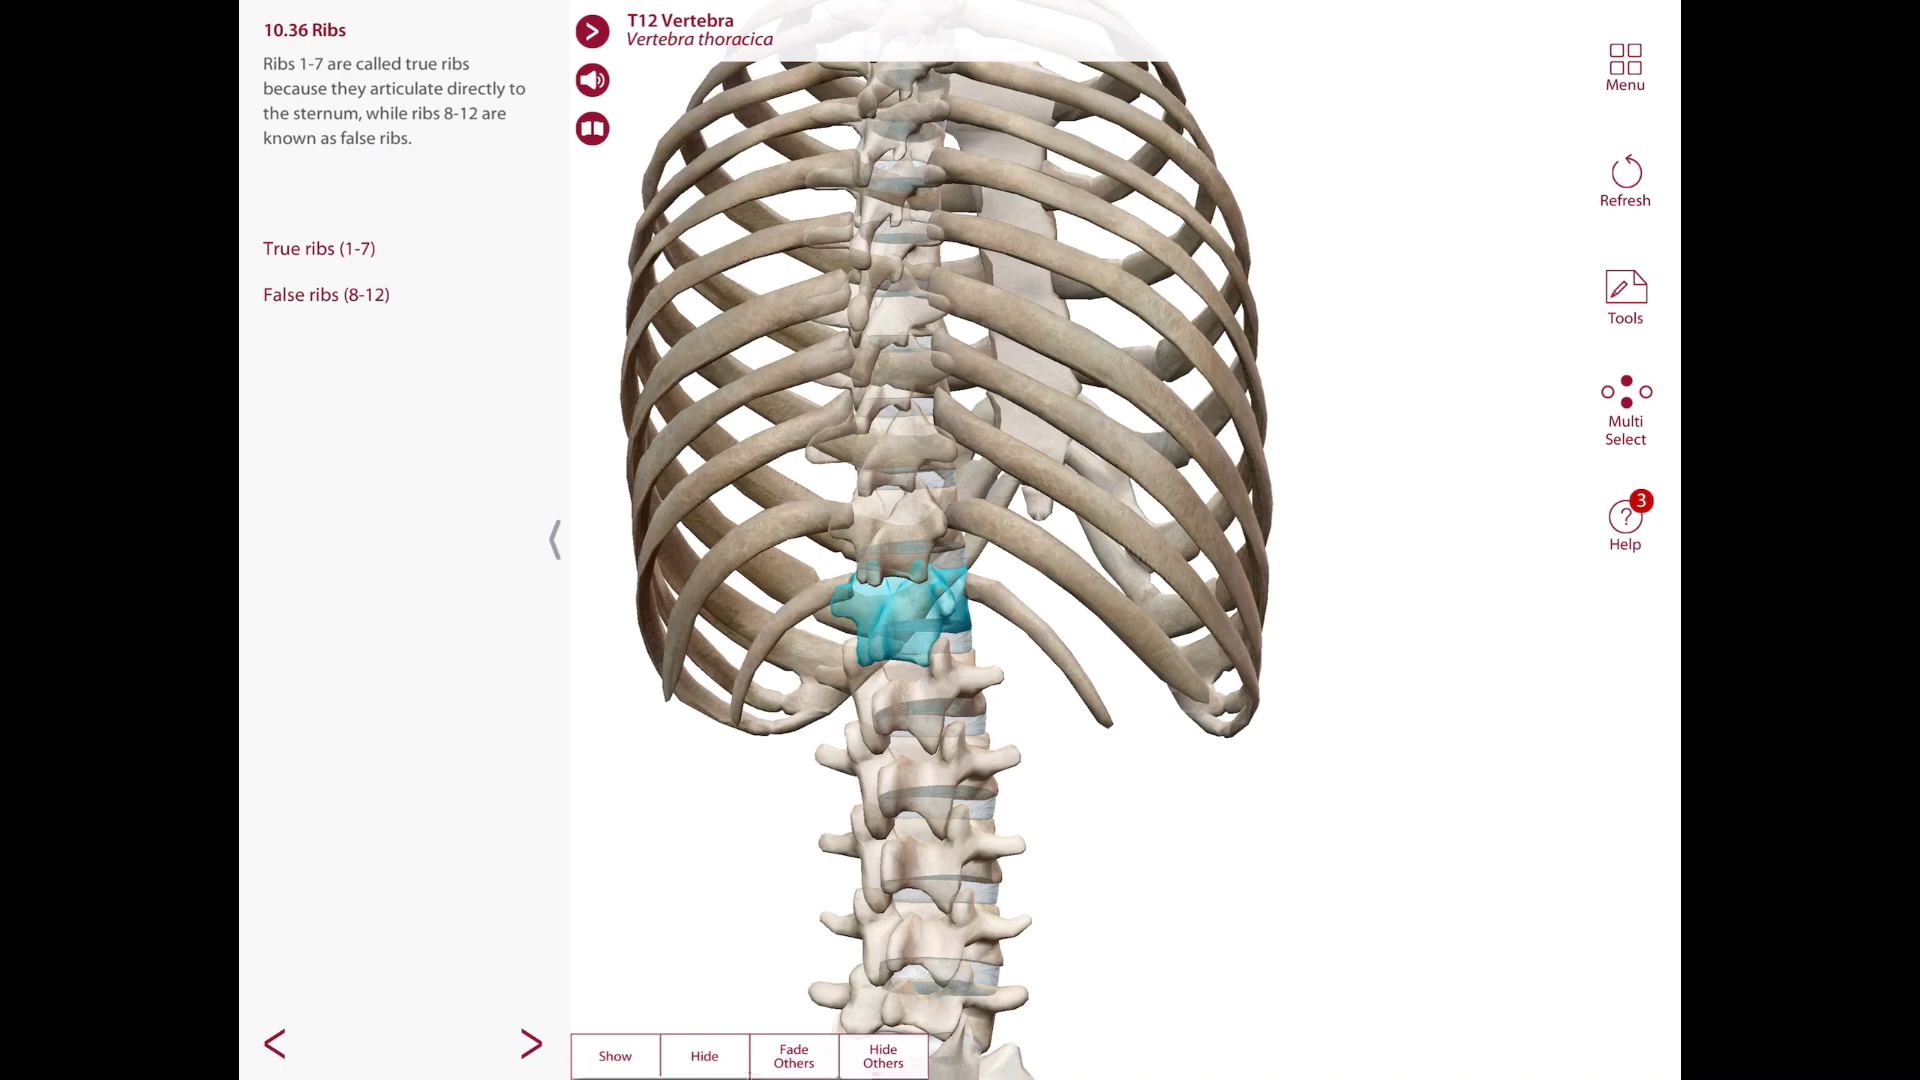 10.36 Ribs
Ribs 1-7 are called true ribs
because they articulate directly to
the sternum, while ribs 8-12 are
known as false ribs.
True ribs (1-7)
False ribs (8-12)
T12 Vertebra
Vertebra thoracica
Menu
Refresh
Tools
Multi
Select
3
?
Help
Show
Hide
Fade
Others
Hide
Others